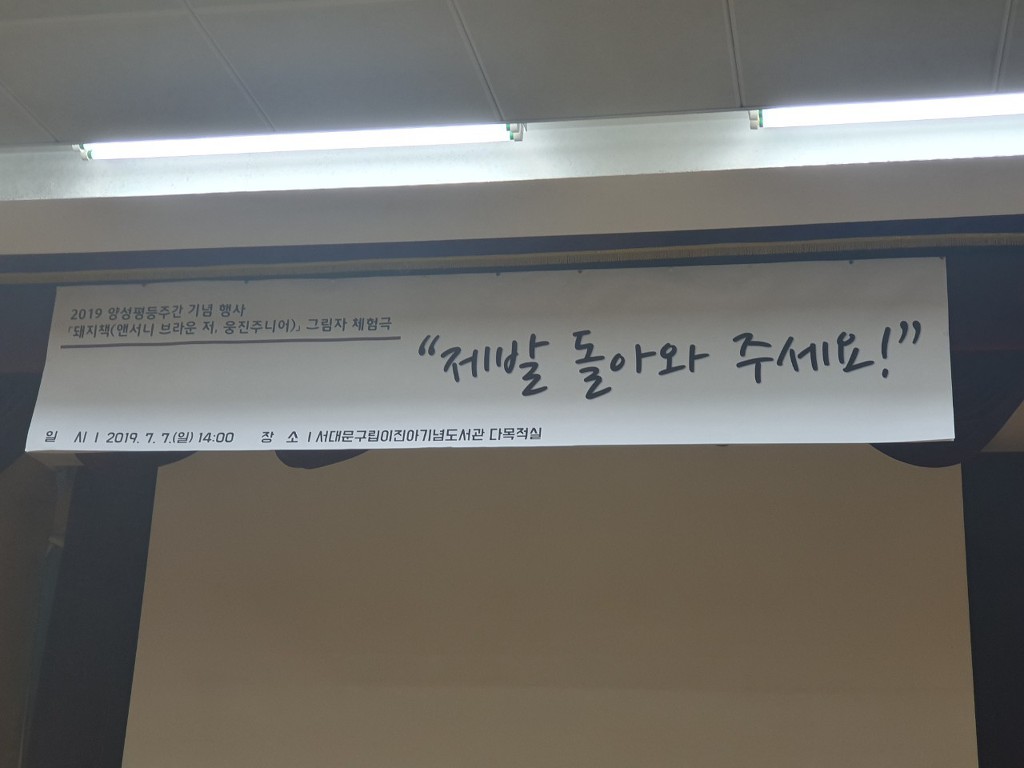 2019 양성평등주간 기념 행사
「돼지책(앤서니 브라운 저, 웅진주니어)」 그림자 체험극
“제발 돌아와 주세요!”
일 시 I 2019. 7. 7.(일) 14:00 장 소 I 서대문구립이진아기념도서관 다목적실